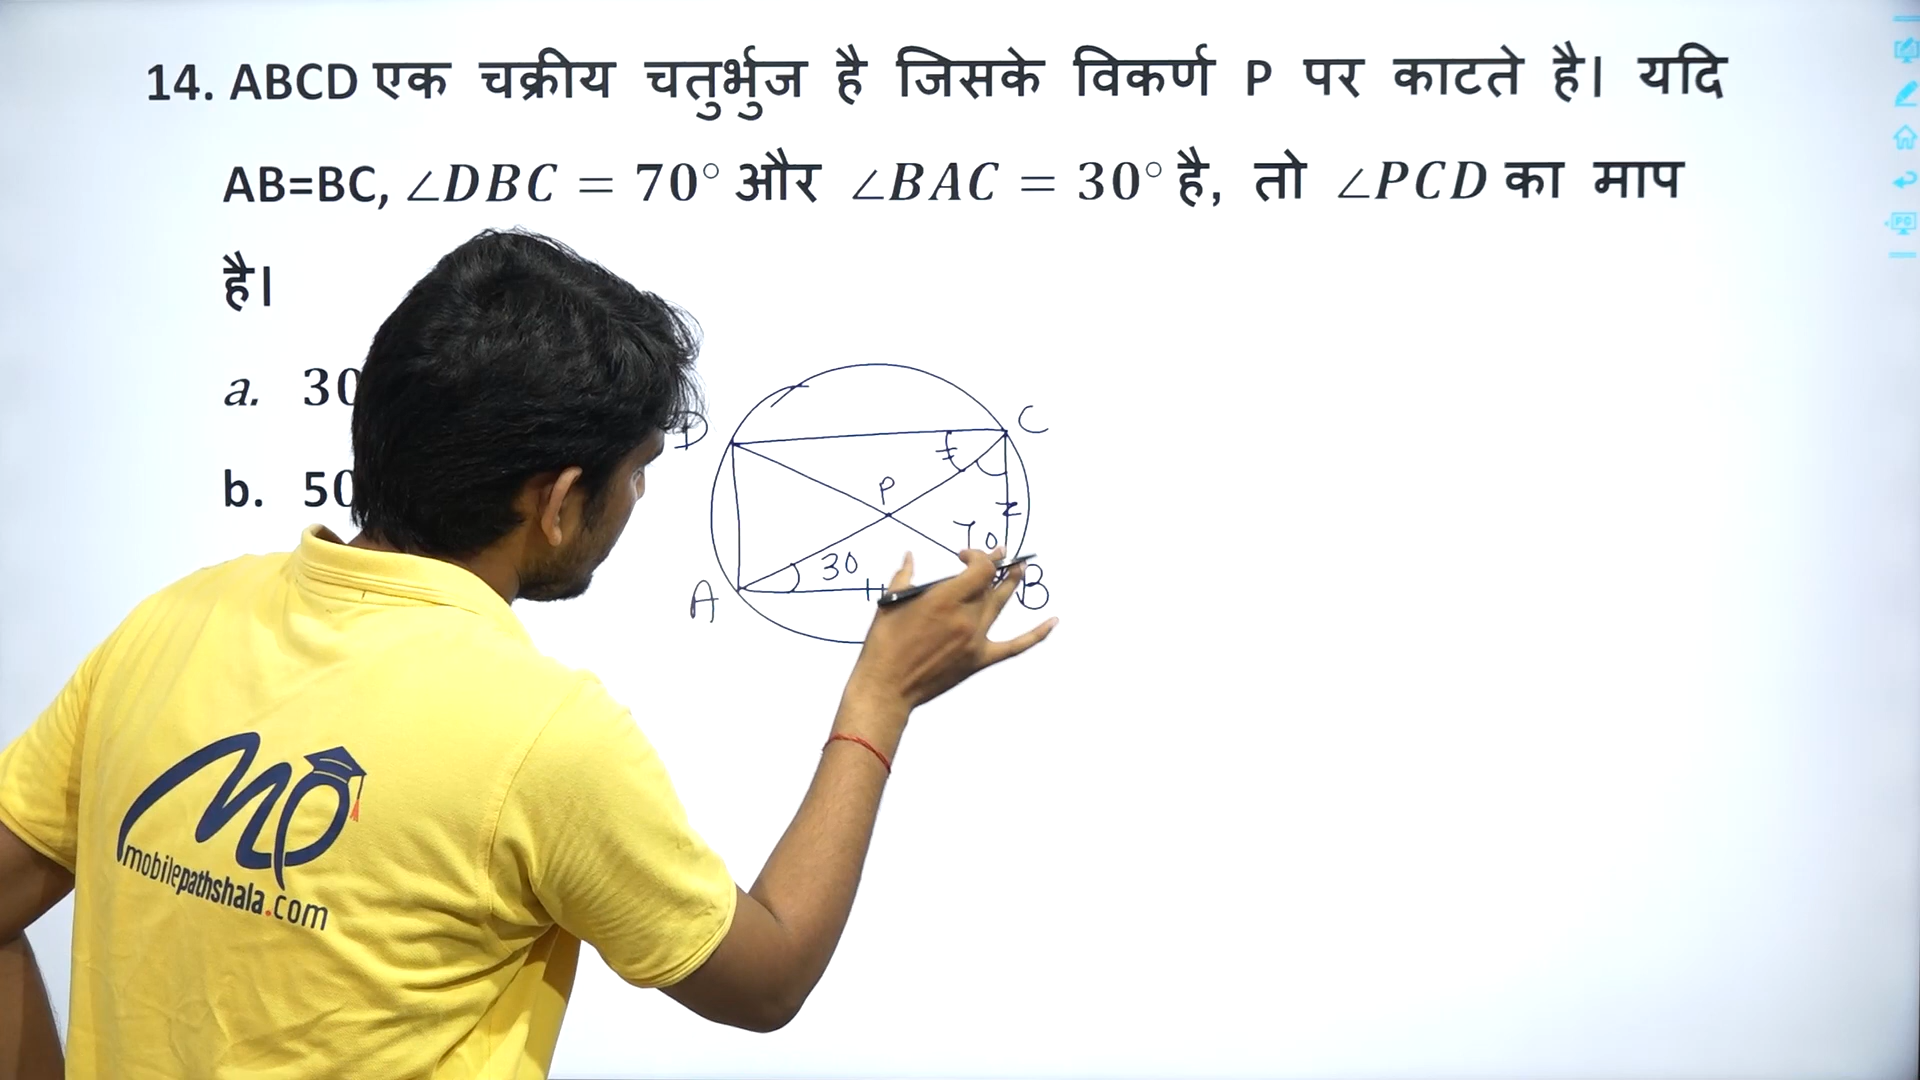 14. ABCD एक चक्रीय चतुर्भुज है जिसके विकर्ण P पर काटते है। यदि
AB=BC, ∠DBC = 70° और ∠BAC = 30° है, तो ∠PCD का माप
है।
a. 30
b. 50
D
C
P
70
30
A
B
mobilepathshala.com